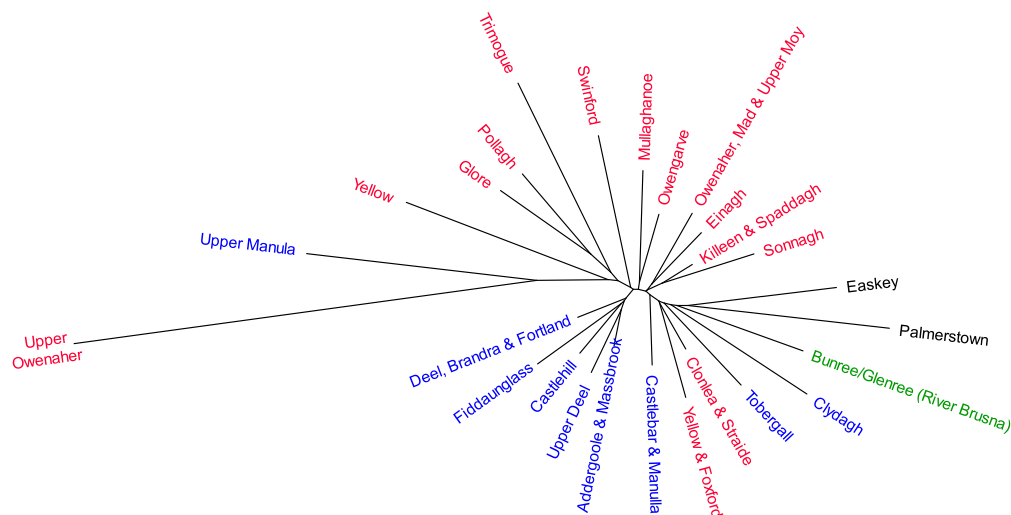 Trimogue
Swinford
Mullaghanoe
Owengarve
Owenaher, Mad & Upper Moy
Pollagh
Glore
Yellow
Einagh
Killeen & Spaddagh
Sonnagh
Upper Manula
Easkey
Palmerstown
Upper
Owenaher
Deel, Brandra & Fortland
Fiddaunglass
Castlehill
Upper Deel
Addergoole & Massbrook
Castlebar & Manulla
Yellow & Foxford
Clonlea & Straide
Tobergall
Clydagh
Bunree/Glenree (River Brusna)